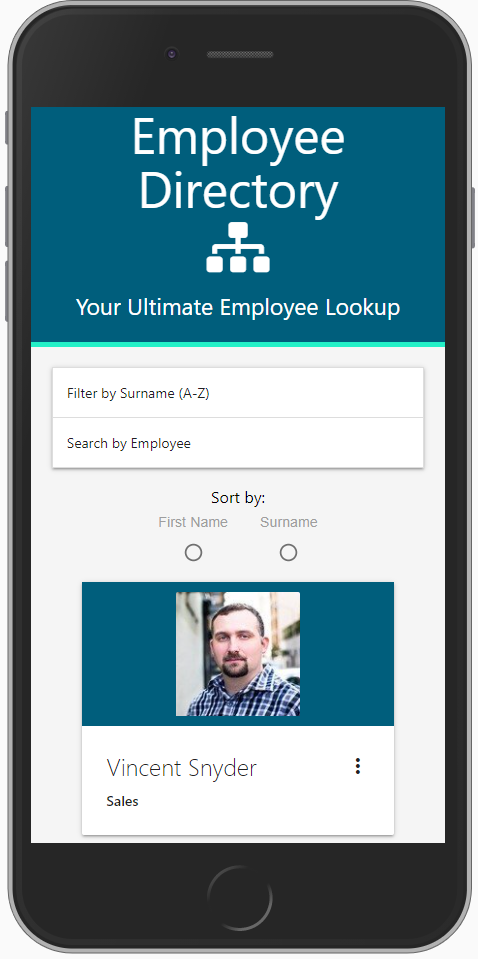 Employee
Directory
Your Ultimate Employee Lookup
Filter by Surname (A-Z)
Search by Employee
Sort by:
First Name Surname
Vincent Snyder
Sales